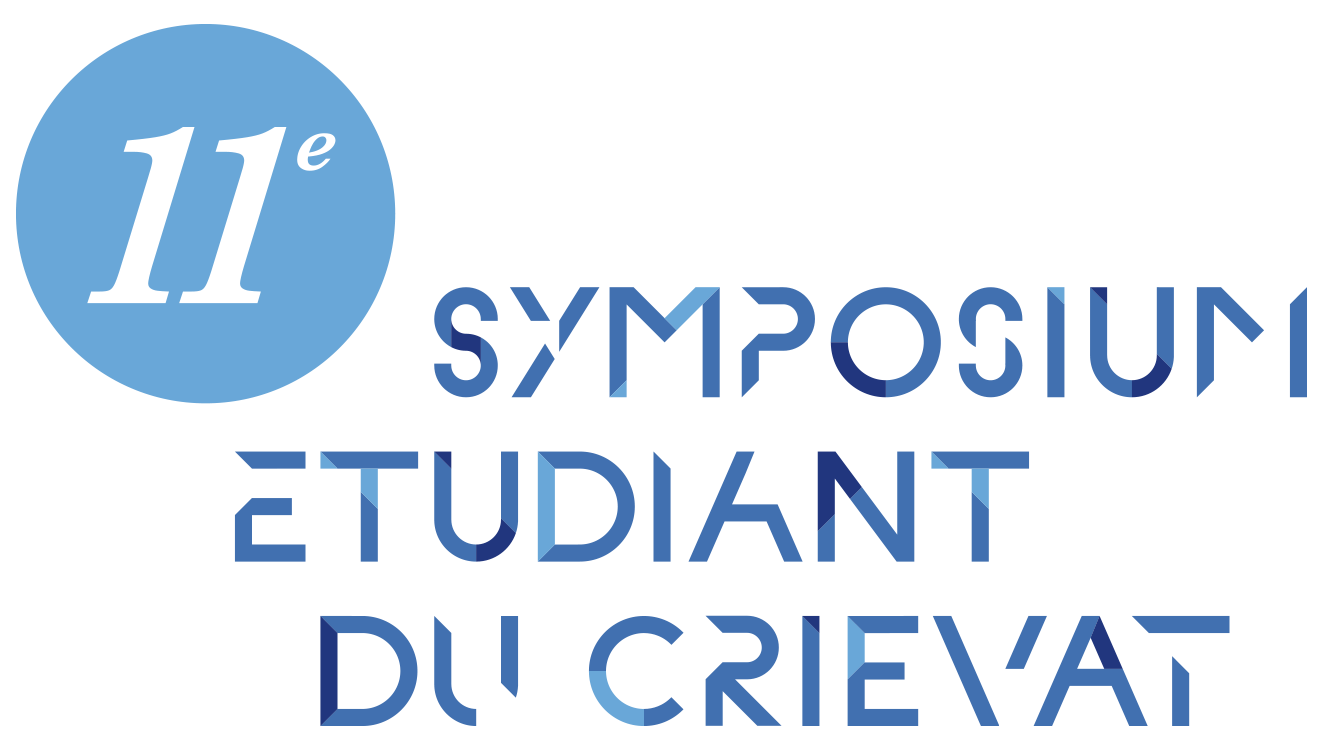 11e
SYMPOSIUM
ETUDIANT
DU CRIEVAT